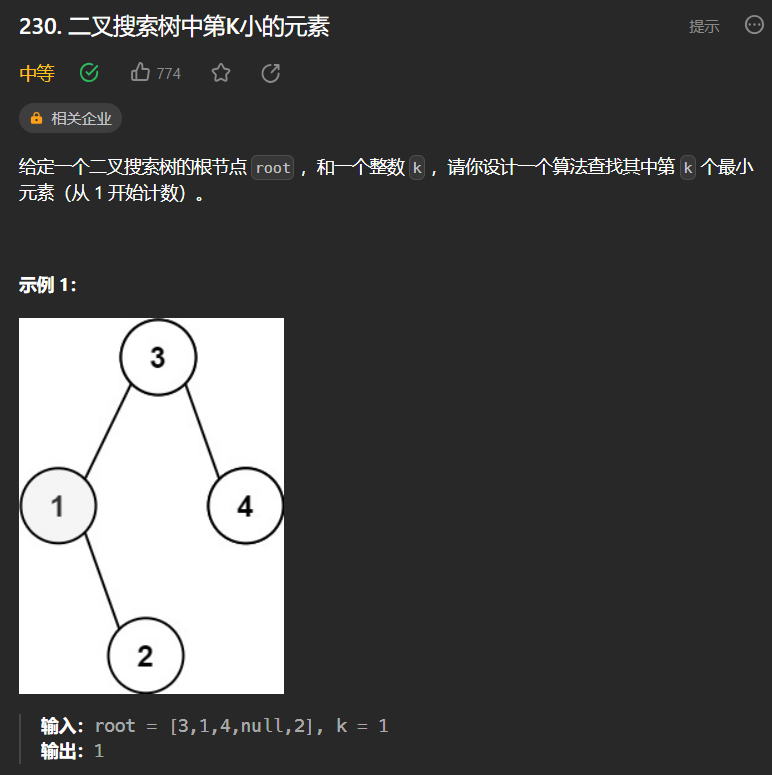 230. 二叉搜索树中第K小的元素
提示
中等
774
相关企业
给定一个二叉搜索树的根节点 root ，和一个整数 k ，请你设计一个算法查找其中第 k 个最小
元素（从 1 开始计数）。
示例 1：
3
1
4
2
输入：root = [3,1,4,null,2], k = 1
输出：1